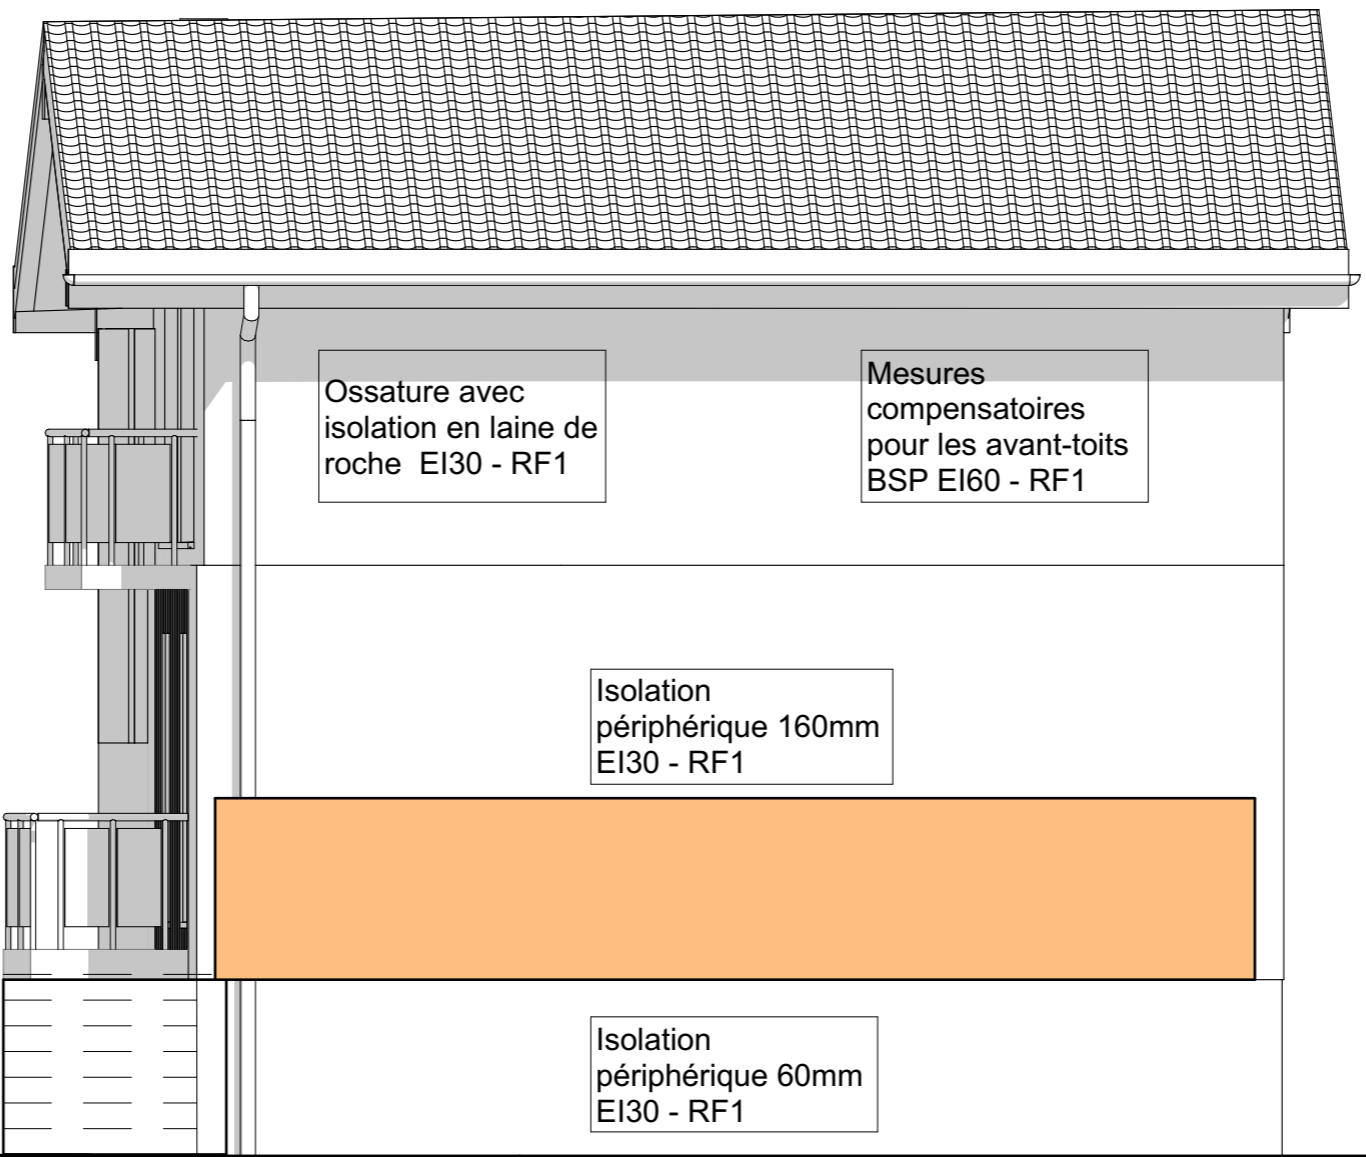 Ossature avec
isolation en laine de
roche  EI30 - RF1
Mesures
compensatoires
pour les avant-toits
BSP EI60 - RF1
Isolation
périphérique 160mm
EI30 - RF1
Isolation
périphérique 60mm
EI30 - RF1